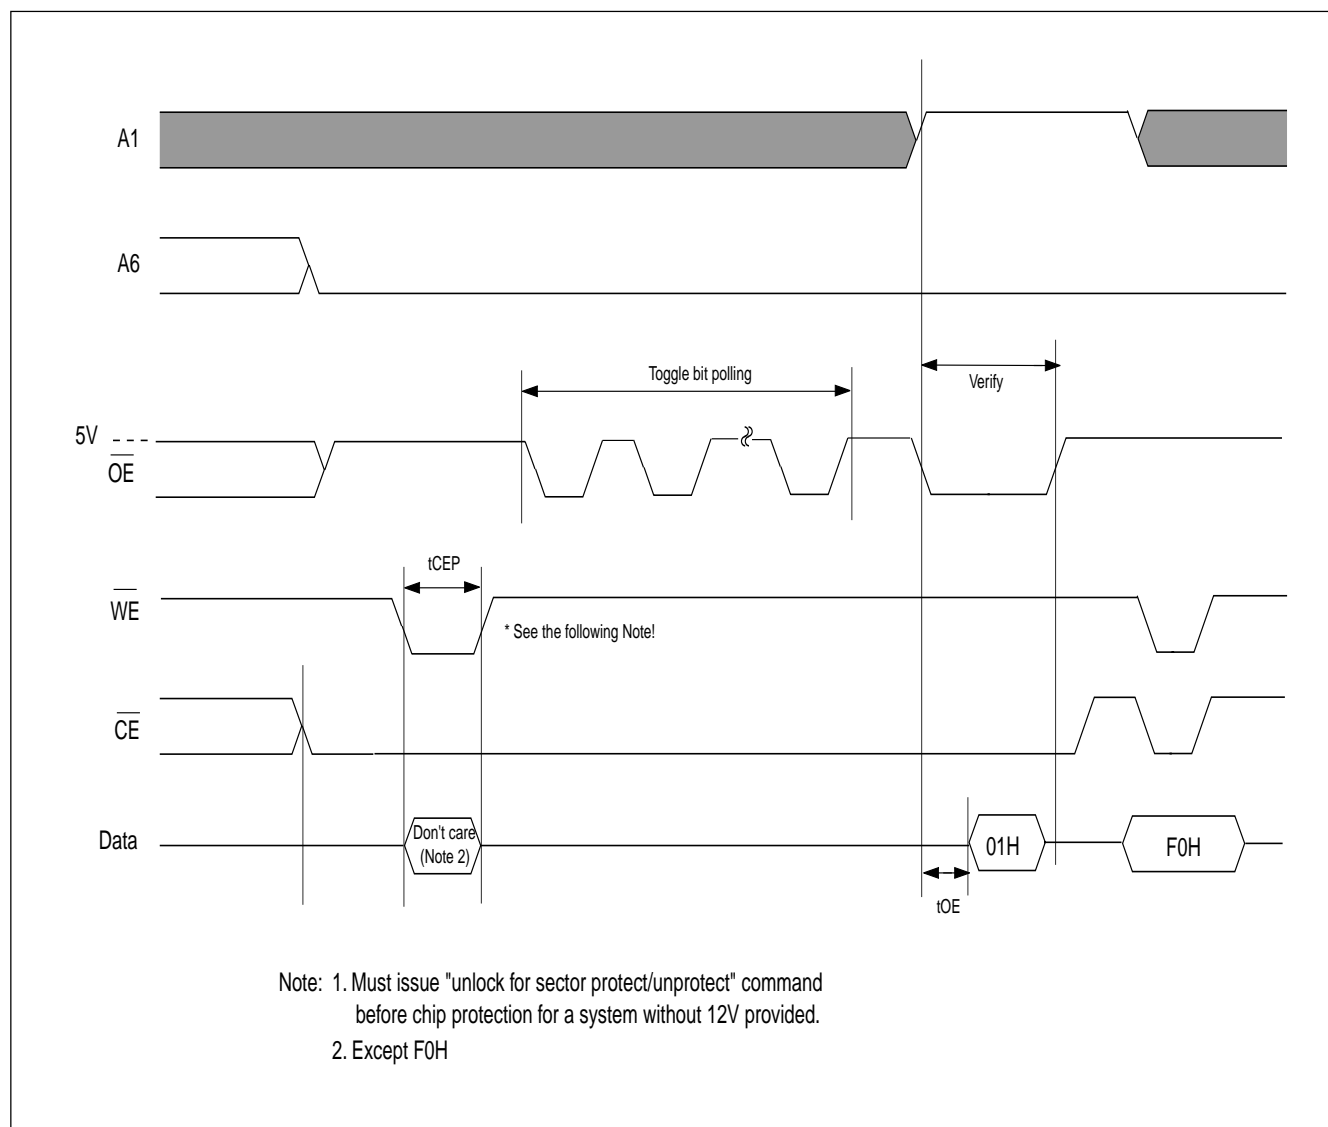 A1
A6
Toggle bit polling
Verify
5V
OE
tCEP
WE
* See the following Note!
CE
Data
Don't care
(Note 2)
01H
F0H
tOE
Note: 1. Must issue "unlock for sector protect/unprotect" command
before chip protection for a system without 12V provided.
2. Except F0H